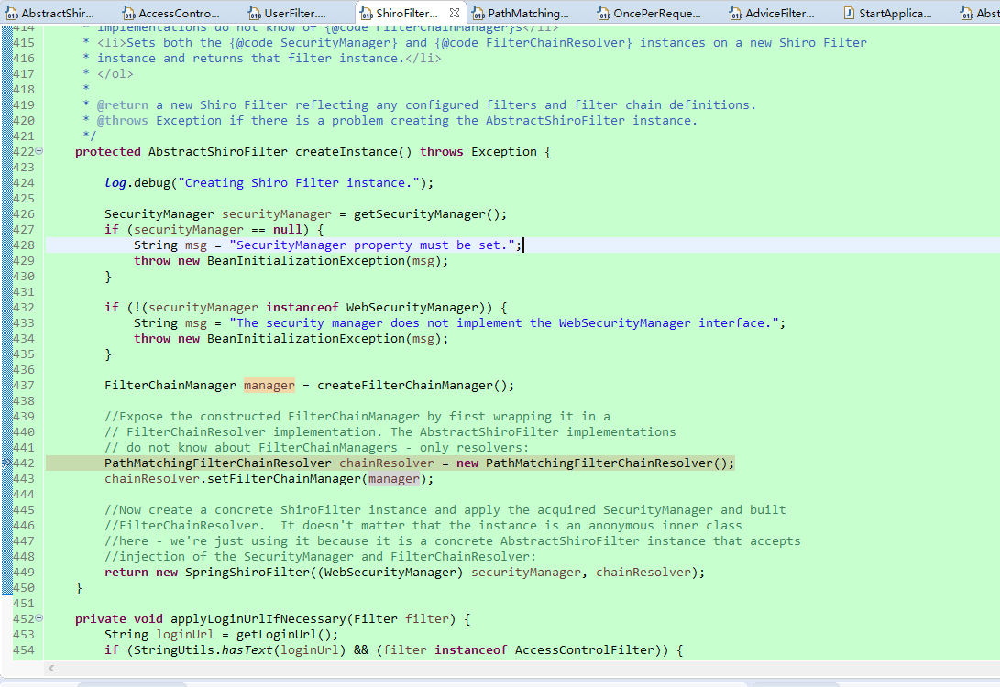 AbstractShir... AccessContro... UserFilter.... ShiroFilter... PathMatching... OncePerReque... AdviceFilter... StartApplica... Abst
414 * implementations do not know of {@code FilterChainManager}s</li>
415 * <li>Sets both the {@code SecurityManager} and {@code FilterChainResolver} instances on a new Shiro Filter
416 * instance and returns that filter instance.</li>
417 * </ol>
418 *
419 * @return a new Shiro Filter reflecting any configured filters and filter chain definitions.
420 * @throws Exception if there is a problem creating the AbstractShiroFilter instance.
421 */
422 protected AbstractShiroFilter createInstance() throws Exception {
423
424 log.debug("Creating Shiro Filter instance.");
425
426 SecurityManager securityManager = getSecurityManager();
427 if (securityManager == null) {
428 String msg = "SecurityManager property must be set.";
429 throw new BeanInitializationException(msg);
430 }
431
432 if (!(securityManager instanceof WebSecurityManager)) {
433 String msg = "The security manager does not implement the WebSecurityManager interface.";
434 throw new BeanInitializationException(msg);
435 }
436
437 FilterChainManager manager = createFilterChainManager();
438
439 //Expose the constructed FilterChainManager by first wrapping it in a
440 // FilterChainResolver implementation. The AbstractShiroFilter implementations
441 // do not know about FilterChainManagers - only resolvers:
442 PathMatchingFilterChainResolver chainResolver = new PathMatchingFilterChainResolver();
443 chainResolver.setFilterChainManager(manager);
444
445 //Now create a concrete ShiroFilter instance and apply the acquired SecurityManager and built
446 //FilterChainResolver.  It doesn't matter that the instance is an anonymous inner class
447 //here - we're just using it because it is a concrete AbstractShiroFilter instance that accepts
448 //injection of the SecurityManager and FilterChainResolver:
449 return new SpringShiroFilter((WebSecurityManager) securityManager, chainResolver);
450 }
451
452 private void applyLoginUrlIfNecessary(Filter filter) {
453 String loginUrl = getLoginUrl();
454 if (StringUtils.hasText(loginUrl) && (filter instanceof AccessControlFilter)) {